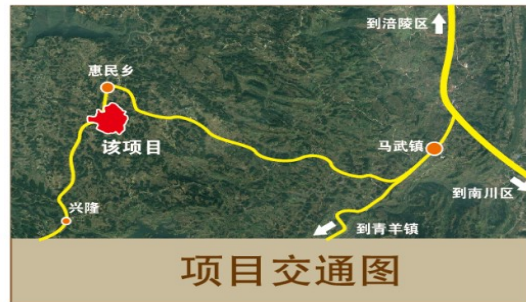 到涪陵区
惠民乡
该项目
马武镇
到南川区
兴隆
到青羊镇
项目交通图